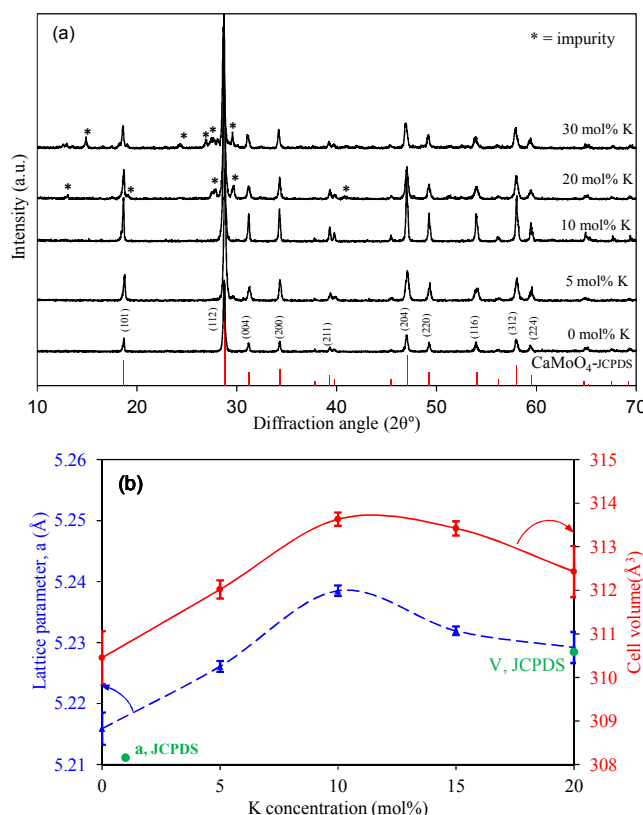 (a)
* = impurity
Intensity (a.u.)
* * * * * *
30 mol% K
* * * * * *
20 mol% K
10 mol% K
5 mol% K
(101) (112) (004) (200) (211) (204) (220) (116) (312) (224)
0 mol% K
CaMoO₄-JCPDS
10 20 30 40 50 60 70
Diffraction angle (2θº)
(b)
Lattice parameter, a (Å)
5.26
5.25
5.24
5.23
5.22
5.21
315
314
313
312
311
310
309
308
Cell volume(Å³)
V, JCPDS
a, JCPDS
0 5 10 15 20
K concentration (mol%)